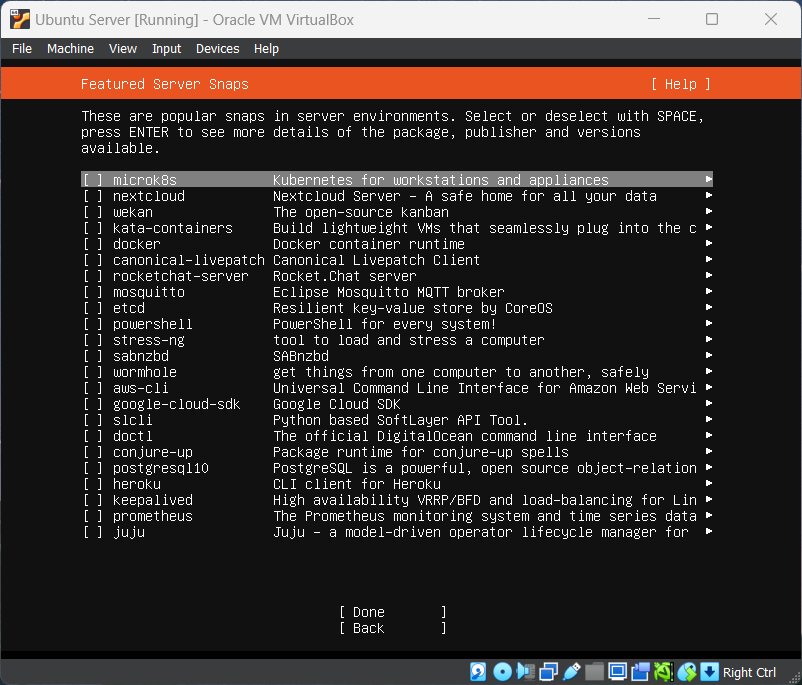 Ubuntu Server [Running] - Oracle VM VirtualBox
File Machine View Input Devices Help
Featured Server Snaps [ Help ]
These are popular snaps in server environments. Select or deselect with SPACE,
press ENTER to see more details of the package, publisher and versions
available.
[ ] microk8s Kubernetes for workstations and appliances ▸
[ ] nextcloud Nextcloud Server - A safe home for all your data ▸
[ ] wekan The open-source kanban ▸
[ ] kata-containers Build lightweight VMs that seamlessly plug into the c ▸
[ ] docker Docker container runtime ▸
[ ] canonical-livepatch Canonical Livepatch Client ▸
[ ] rocketchat-server Rocket.Chat server ▸
[ ] mosquitto Eclipse Mosquitto MQTT broker ▸
[ ] etcd Resilient key-value store by CoreOS ▸
[ ] powershell PowerShell for every system! ▸
[ ] stress-ng tool to load and stress a computer ▸
[ ] sabnzbd SABnzbd ▸
[ ] wormhole get things from one computer to another, safely ▸
[ ] aws-cli Universal Command Line Interface for Amazon Web Servi ▸
[ ] google-cloud-sdk Google Cloud SDK ▸
[ ] slcli Python based SoftLayer API Tool. ▸
[ ] doctl The official DigitalOcean command line interface ▸
[ ] conjure-up Package runtime for conjure-up spells ▸
[ ] postgresql10 PostgreSQL is a powerful, open source object-relation ▸
[ ] heroku CLI client for Heroku ▸
[ ] keepalived High availability VRRP/BFD and load-balancing for Lin ▸
[ ] prometheus The Prometheus monitoring system and time series data ▸
[ ] juju Juju - a model-driven operator lifecycle manager for ▸
[ Done ]
[ Back ]
Right Ctrl